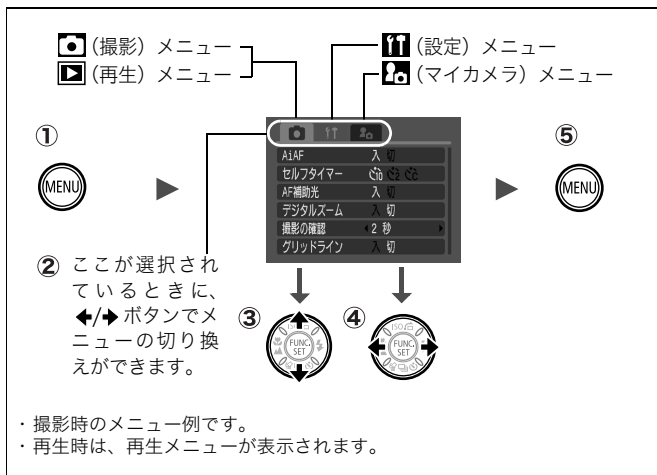 (撮影)メニュー
(再生)メニュー
(設定)メニュー
(マイカメラ)メニュー
①
MENU
② ここが選択され
ているときに、
←/→ボタンでメ
ニューの切り換
えができます。
AiAF 入 切
セルフタイマー
AF補助光 入 切
デジタルズーム 入 切
撮影の確認 2 秒
グリッドライン 入 切
③
ISO
FUNC.
SET
④
ISO
FUNC.
SET
⑤
MENU
・撮影時のメニュー例です。
・再生時は、再生メニューが表示されます。